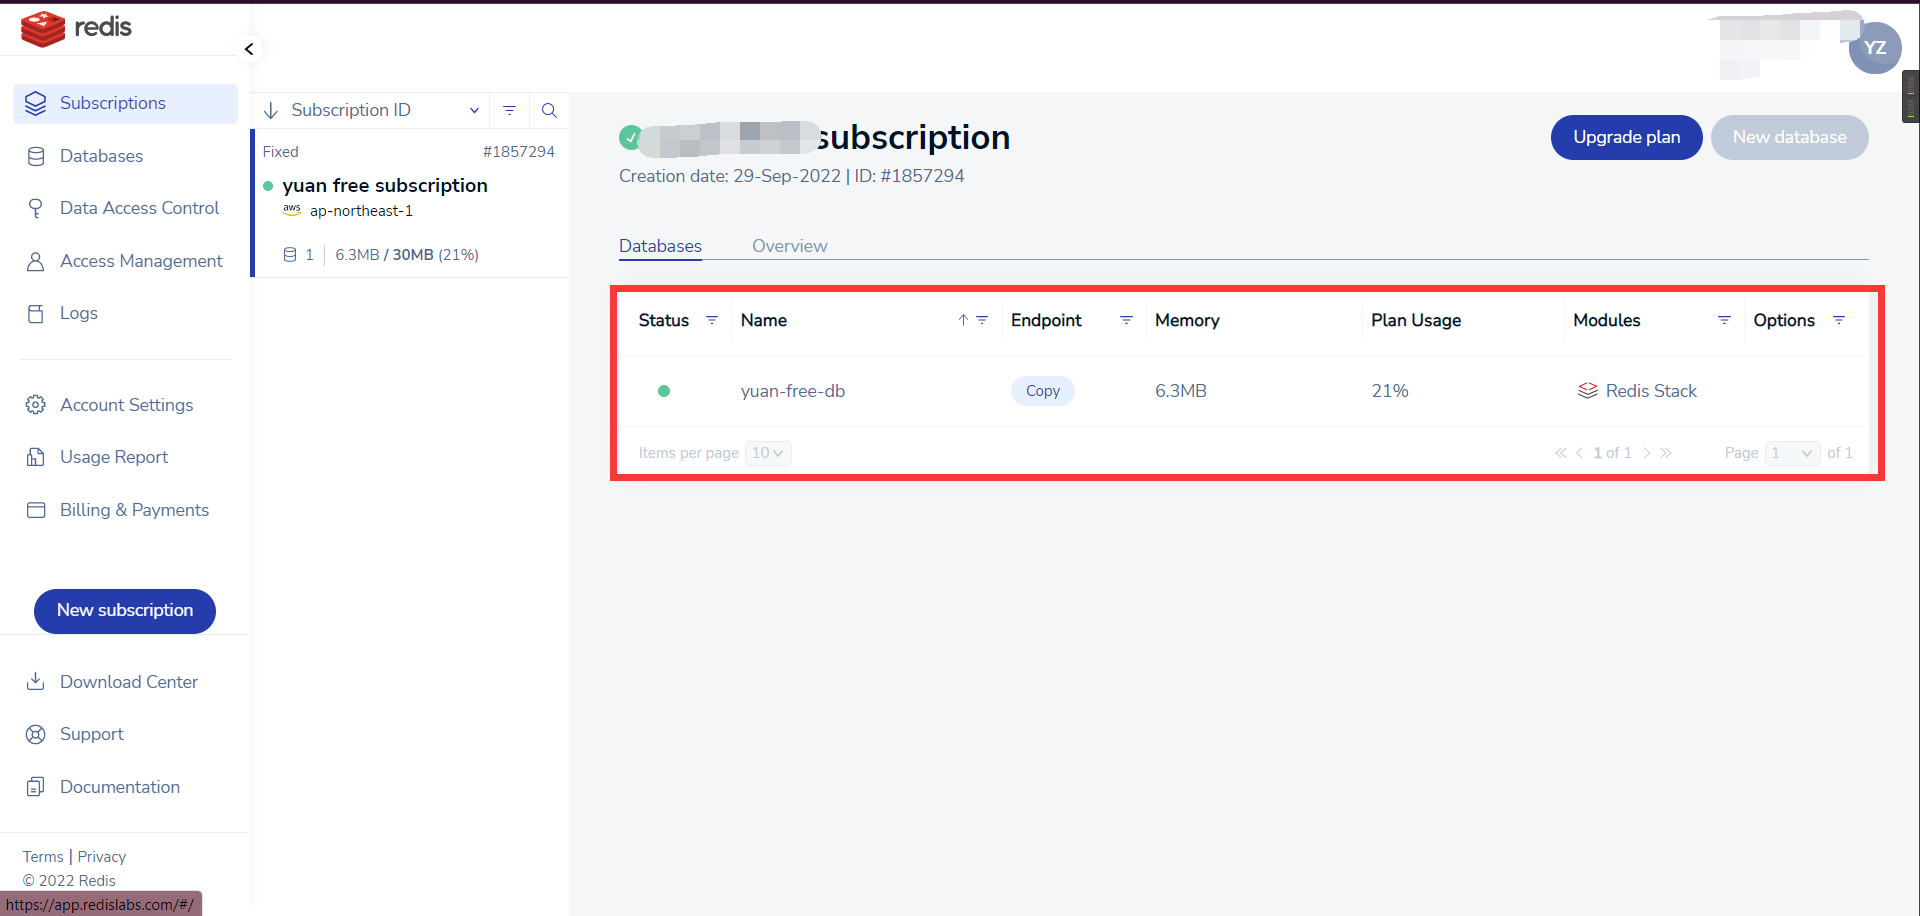 redis
YZ
Subscriptions
Databases
Data Access Control
Access Management
Logs
Account Settings
Usage Report
Billing & Payments
New subscription
Download Center
Support
Documentation
Terms | Privacy
© 2022 Redis
https://app.redislabs.com/#/
Subscription ID
Fixed #1857294
yuan free subscription
aws ap-northeast-1
1 6.3MB / 30MB (21%)
subscription
Creation date: 29-Sep-2022 | ID: #1857294
Upgrade plan New database
Databases Overview
Status Name Endpoint Memory Plan Usage Modules Options
yuan-free-db Copy 6.3MB 21% Redis Stack
Items per page 10 1 of 1 Page 1 of 1